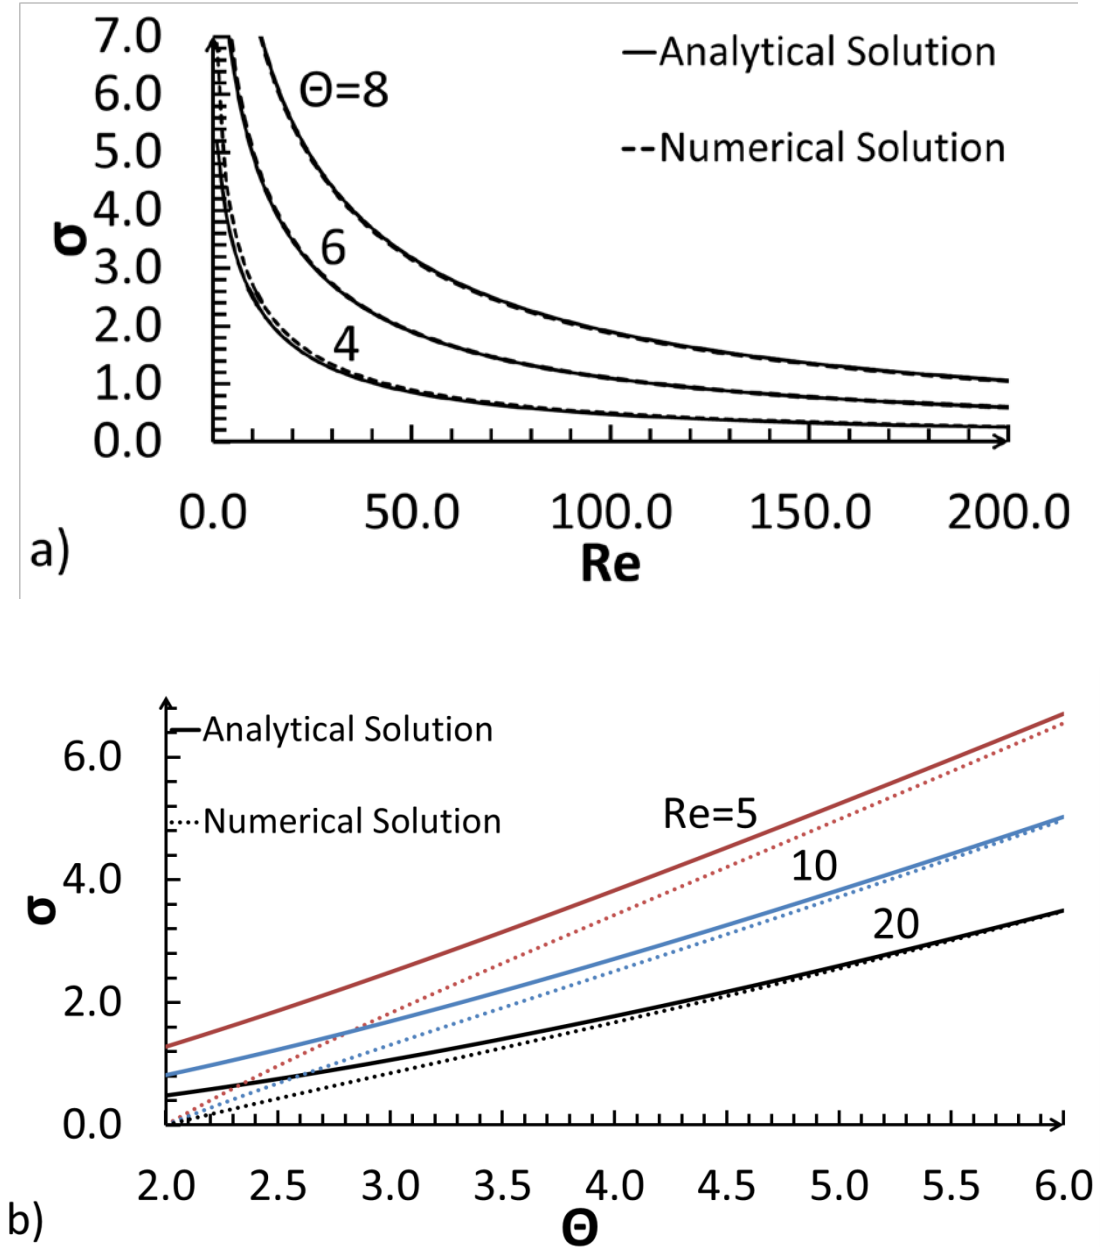 7.0
6.0
5.0
4.0
3.0
2.0
1.0
0.0
σ
Θ=8
6
4
Analytical Solution
Numerical Solution
0.0 50.0 100.0 150.0 200.0
Re
a)
Analytical Solution
Numerical Solution
6.0
4.0
2.0
0.0
σ
Re=5
10
20
2.0 2.5 3.0 3.5 4.0 4.5 5.0 5.5 6.0
Θ
b)